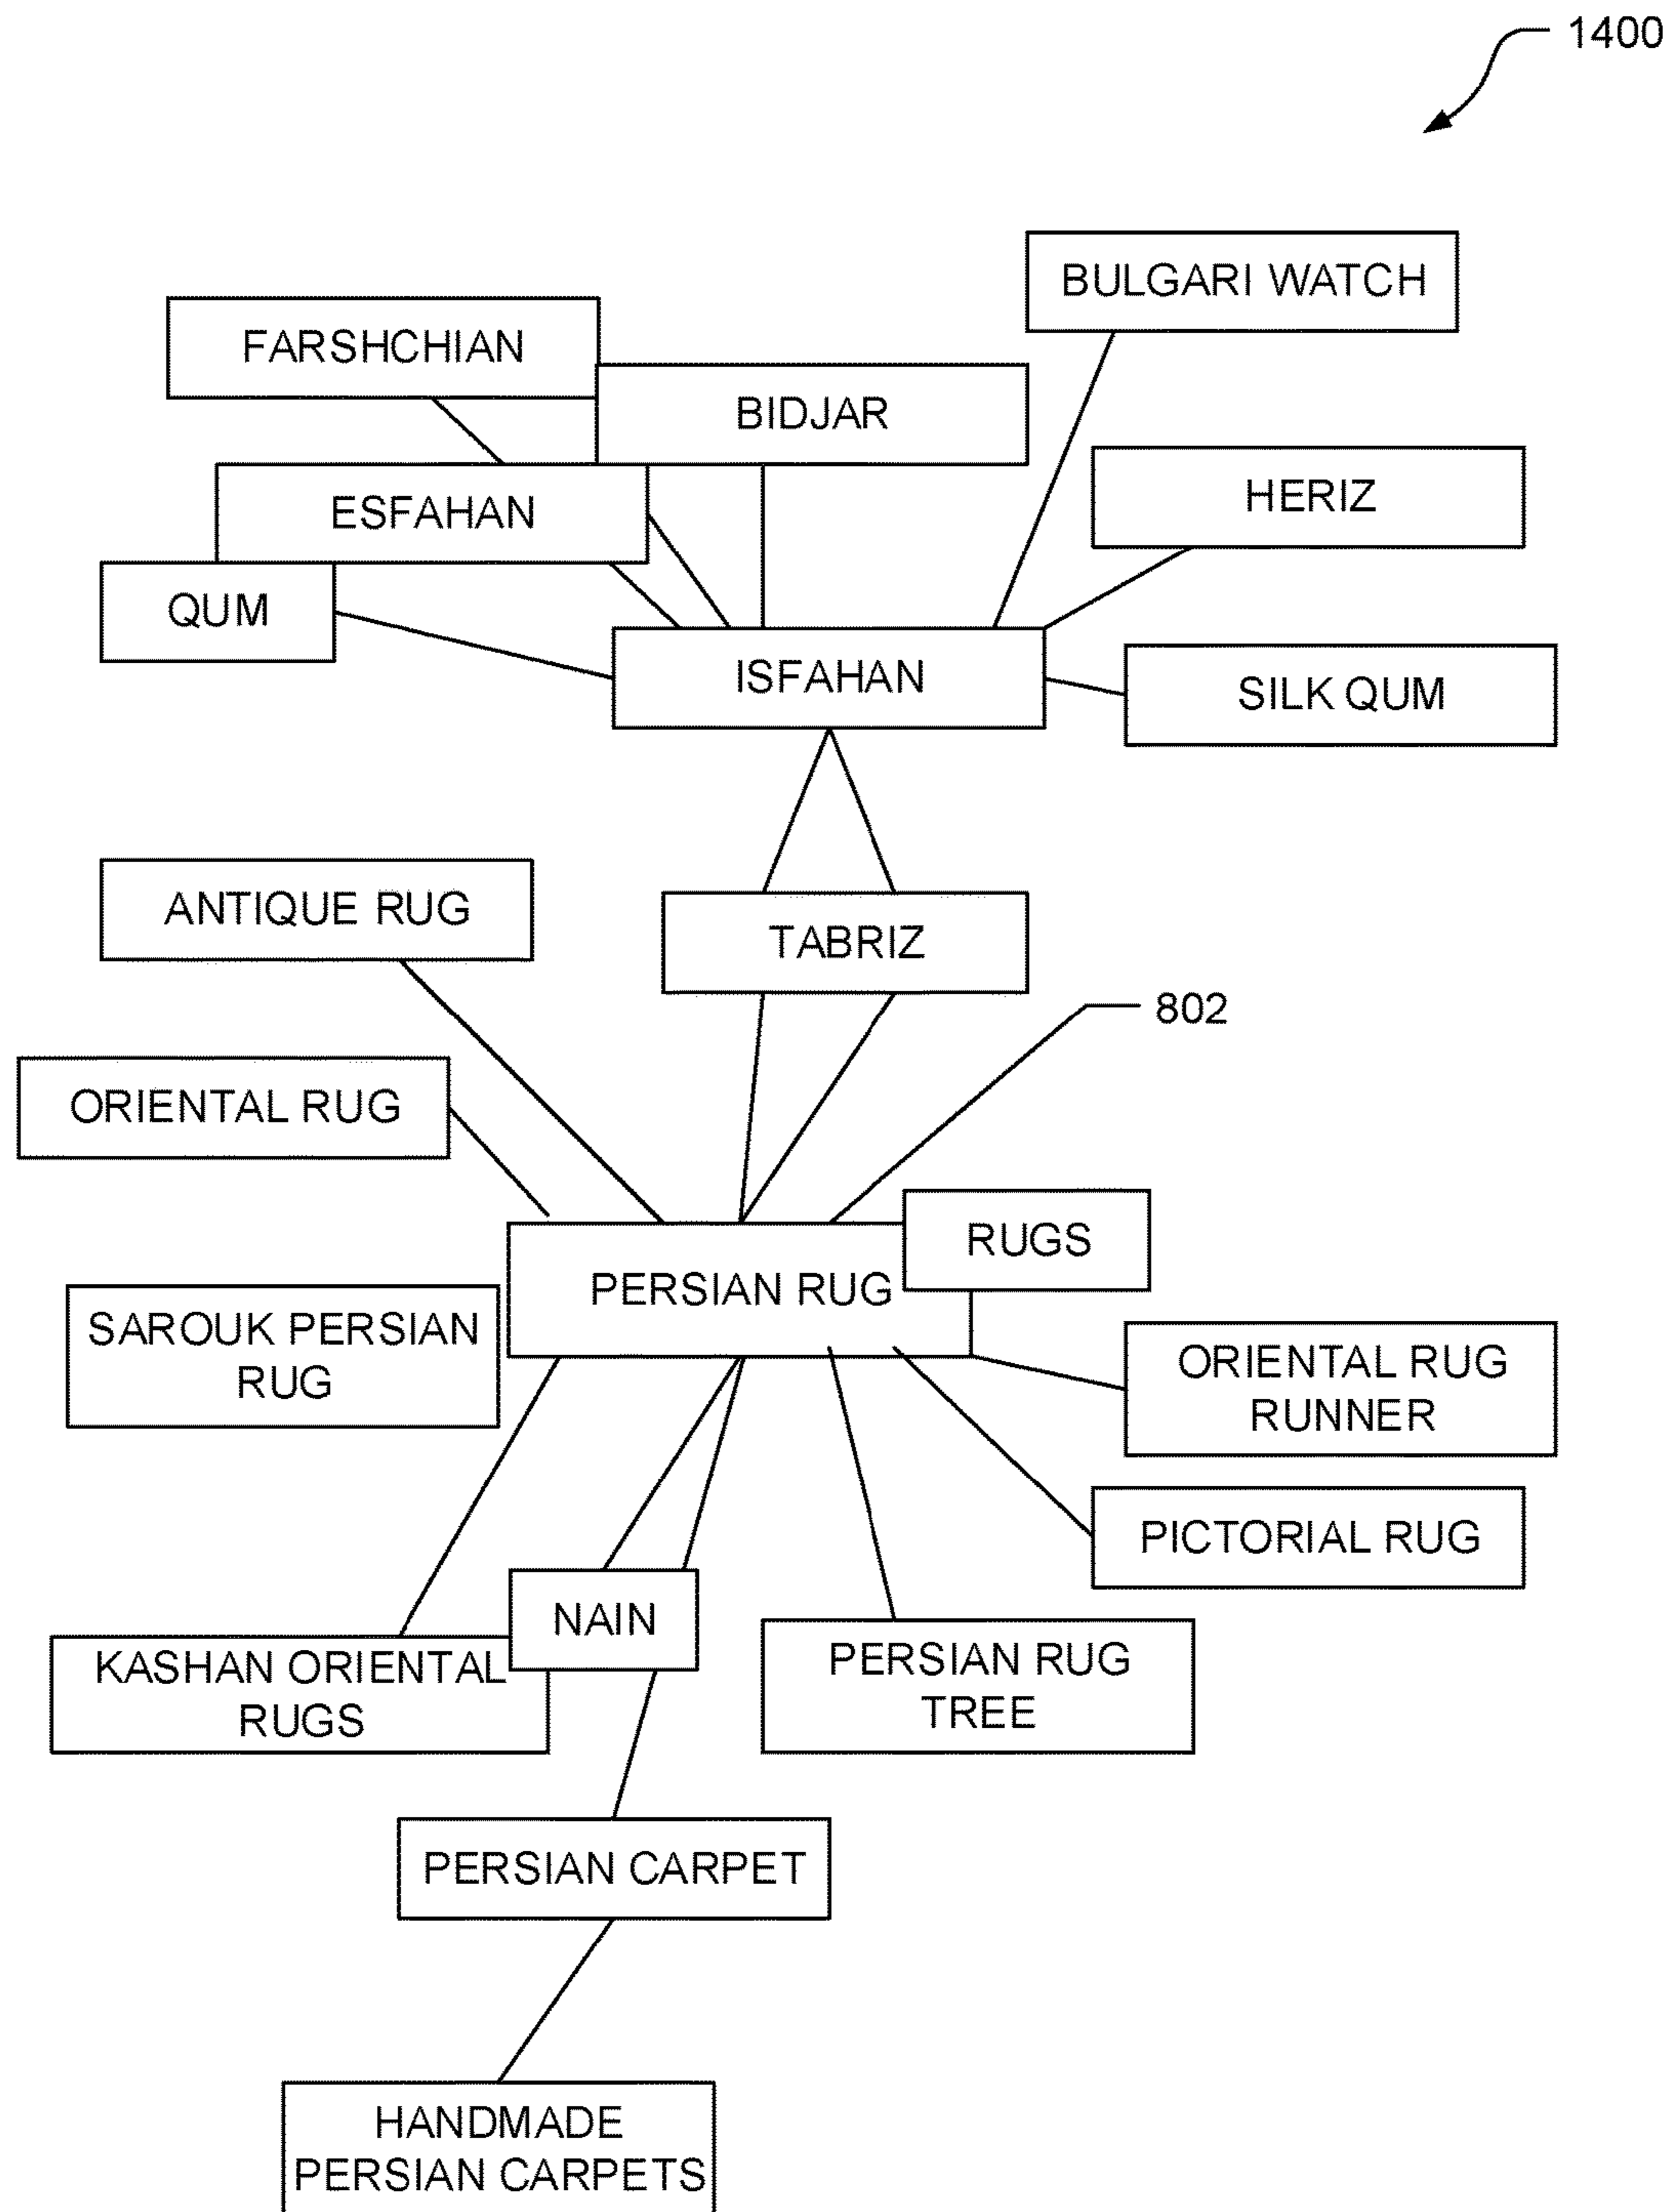 1400
BULGARI WATCH
FARSHCHIAN
BIDJAR
HERIZ
ESFAHAN
QUM
ISFAHAN
SILK QUM
ANTIQUE RUG
TABRIZ
802
ORIENTAL RUG
RUGS
PERSIAN RUG
SAROUK PERSIAN
RUG
ORIENTAL RUG
RUNNER
PICTORIAL RUG
NAIN
KASHAN ORIENTAL
RUGS
PERSIAN RUG
TREE
PERSIAN CARPET
HANDMADE
PERSIAN CARPETS